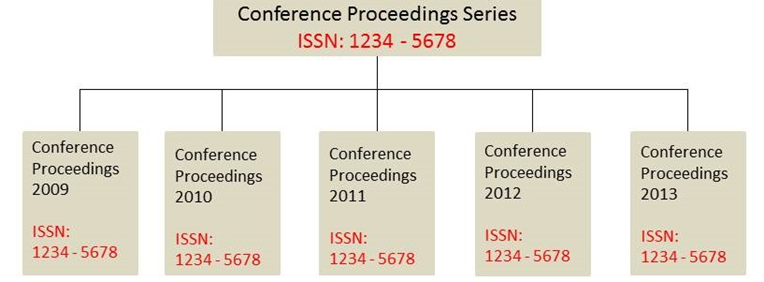 Conference Proceedings Series
ISSN: 1234 - 5678
Conference
Proceedings
2009
ISSN:
1234 - 5678
Conference
Proceedings
2010
ISSN:
1234 - 5678
Conference
Proceedings
2011
ISSN:
1234 - 5678
Conference
Proceedings
2012
ISSN:
1234 - 5678
Conference
Proceedings
2013
ISSN:
1234 - 5678